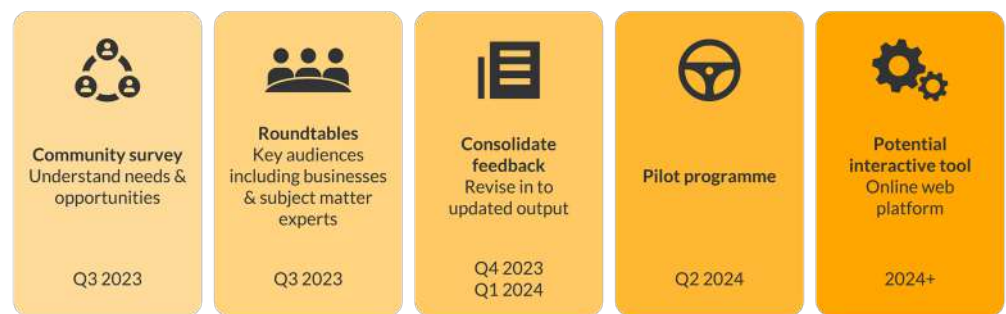 Community survey
Understand needs &
opportunities
Q3 2023
Roundtables
Key audiences
including businesses
& subject matter
experts
Q3 2023
Consolidate
feedback
Revise in to
updated output
Q4 2023
Q1 2024
Pilot programme
Q2 2024
Potential
interactive tool
Online web
platform
2024+